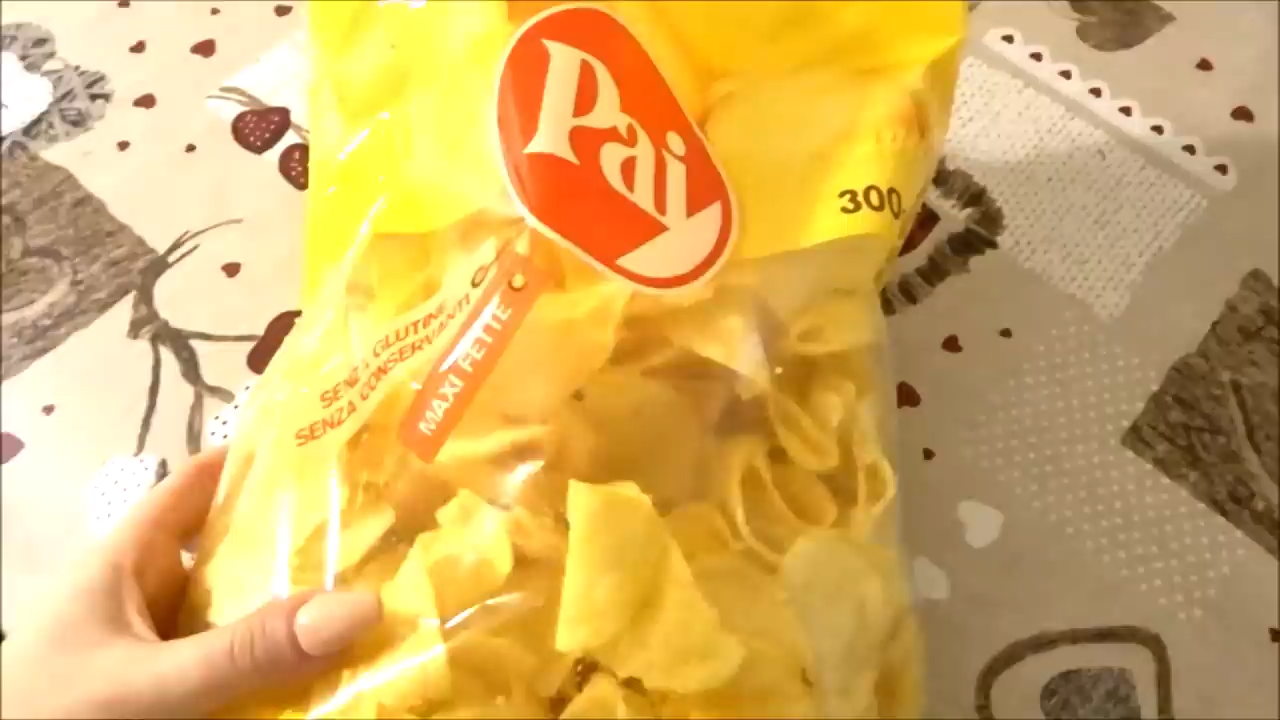 Pai
300
SENZA GLUTINE
SENZA CONSERVANTI
MAXI FETTE